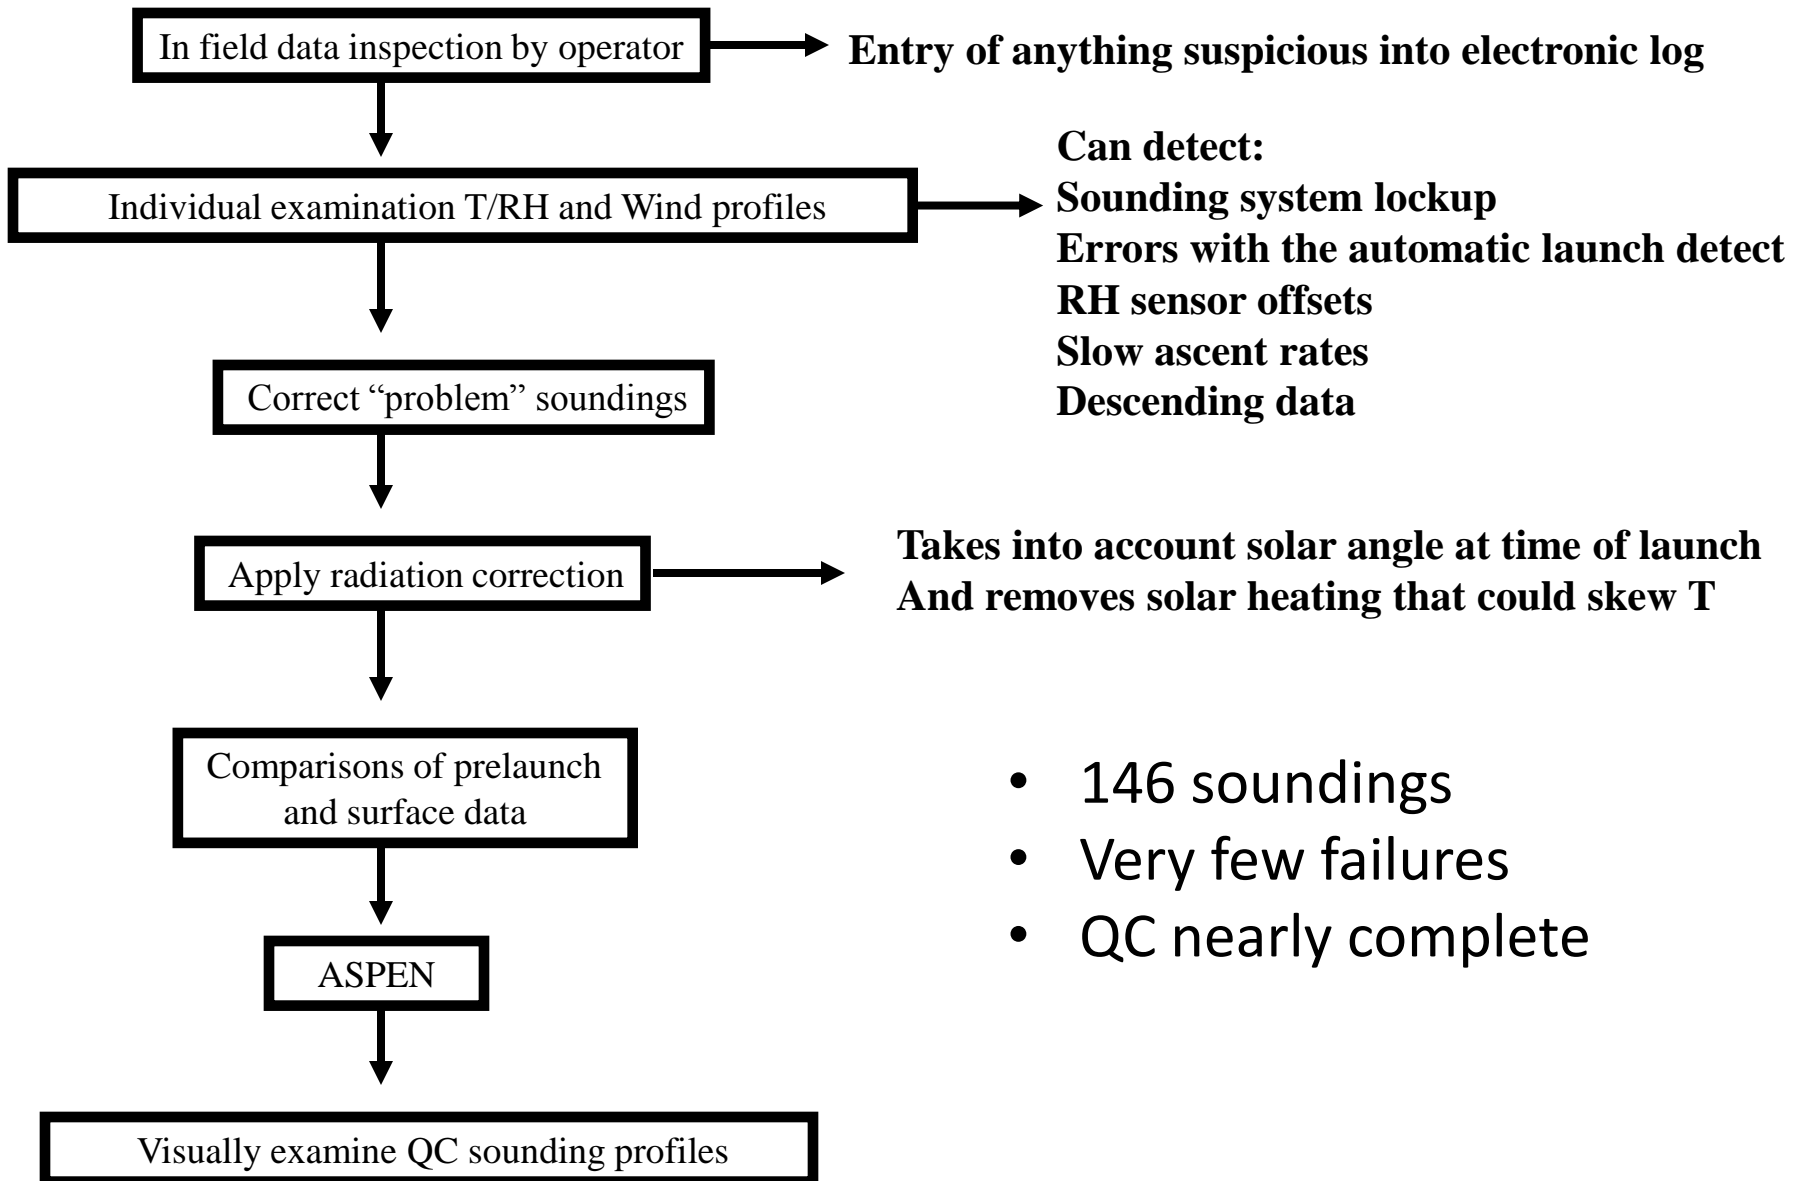 In field data inspection by operator
Entry of anything suspicious into electronic log
Individual examination T/RH and Wind profiles
Can detect:
Sounding system lockup
Errors with the automatic launch detect
RH sensor offsets
Slow ascent rates
Descending data
Correct “problem” soundings
Apply radiation correction
Takes into account solar angle at time of launch
And removes solar heating that could skew T
Comparisons of prelaunch
and surface data
• 146 soundings
• Very few failures
• QC nearly complete
ASPEN
Visually examine QC sounding profiles